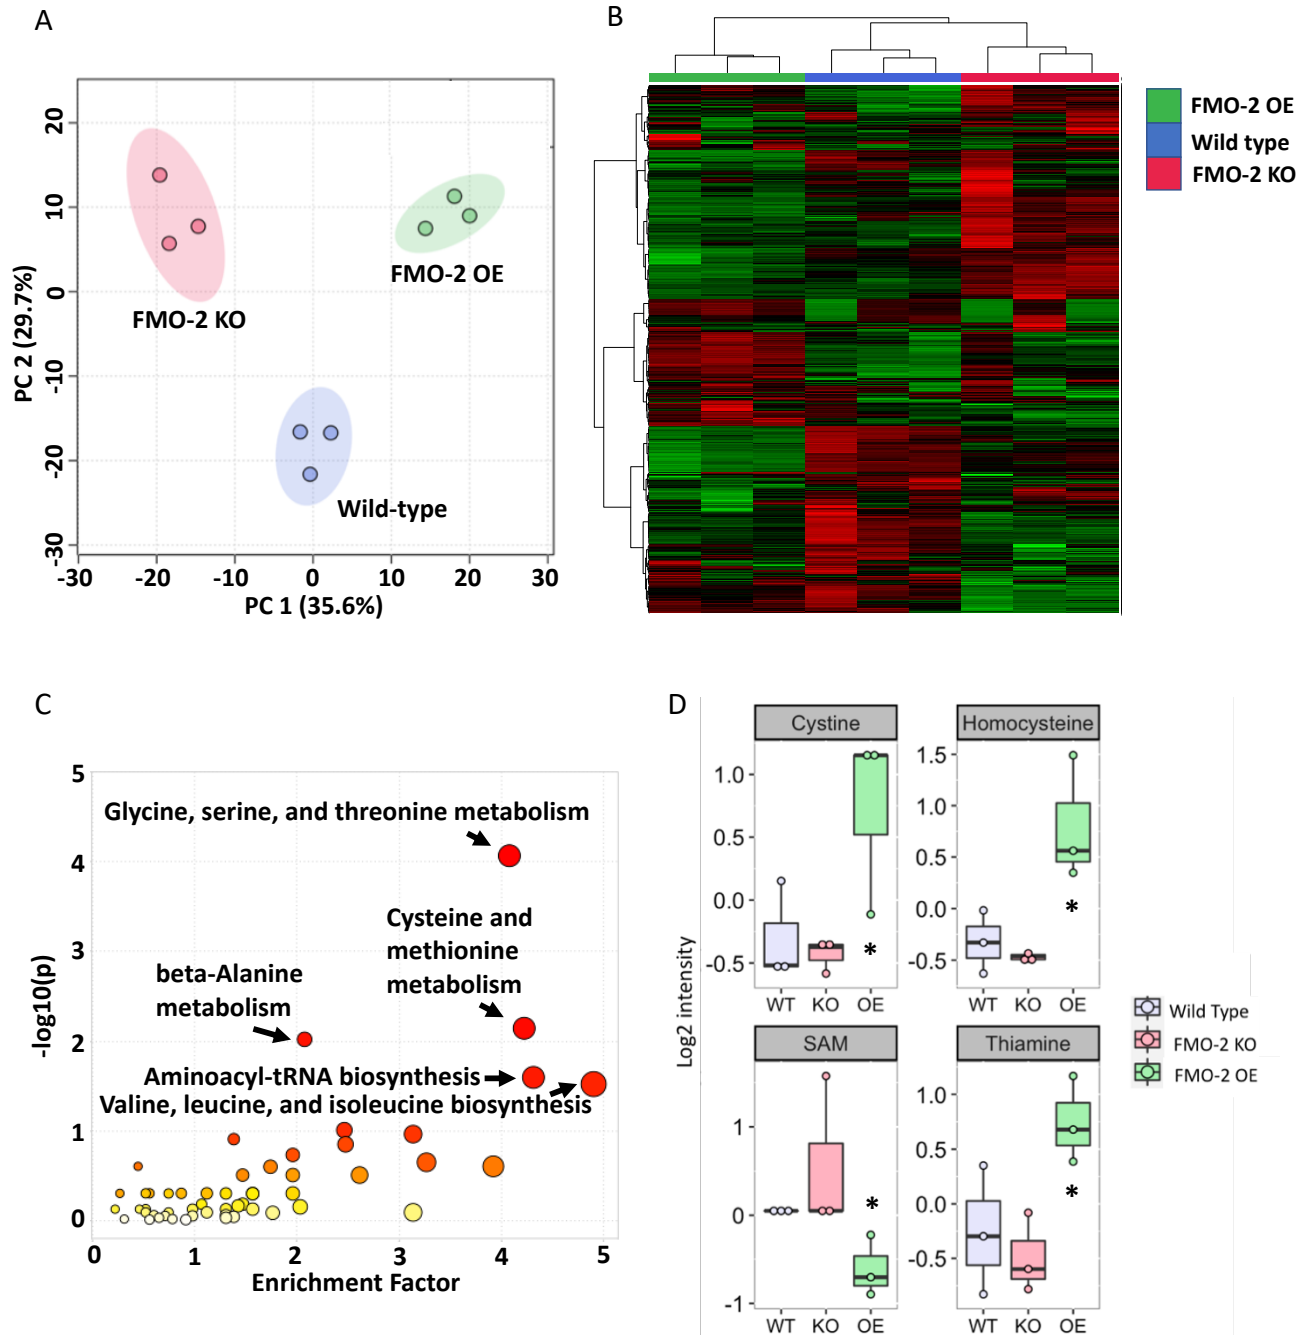 A
20
10
0
-10
-20
-30
PC 2 (29.7%)
FMO-2 KO
FMO-2 OE
Wild-type
-30
-20
-10
0
10
20
30
PC 1 (35.6%)
B
FMO-2 OE
Wild type
FMO-2 KO
C
5
4
3
2
1
0
-log10(p)
Glycine, serine, and threonine metabolism
Cysteine and
methionine
metabolism
beta-Alanine
metabolism
Aminoacyl-tRNA biosynthesis
Valine, leucine, and isoleucine biosynthesis
0
1
2
3
4
5
Enrichment Factor
D
Log2 intensity
Cystine
1.0
0.5
0.0
-0.5
*
WT KO OE
Homocysteine
1.5
1.0
0.5
0.0
-0.5
*
WT KO OE
SAM
1
0
-1
*
WT KO OE
Thiamine
1.0
0.5
0.0
-0.5
*
WT KO OE
Wild Type
FMO-2 KO
FMO-2 OE